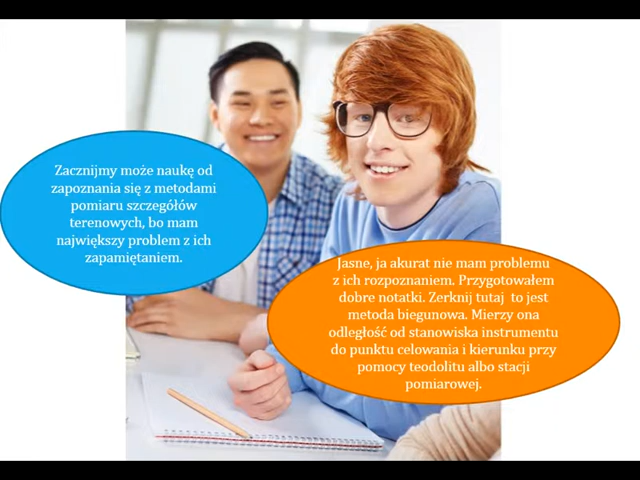 Zacznijmy może naukę od
zapoznania się z metodami
pomiaru szczegółów
terenowych, bo mam
największy problem z ich
zapamiętaniem.
Jasne, ja akurat nie mam problemu
z ich rozpoznaniem. Przygotowałem
dobre notatki. Zerknij tutaj to jest
metoda biegunowa. Mierzy ona
odległość od stanowiska instrumentu
do punktu celowania i kierunku przy
pomocy teodolitu albo stacji
pomiarowej.